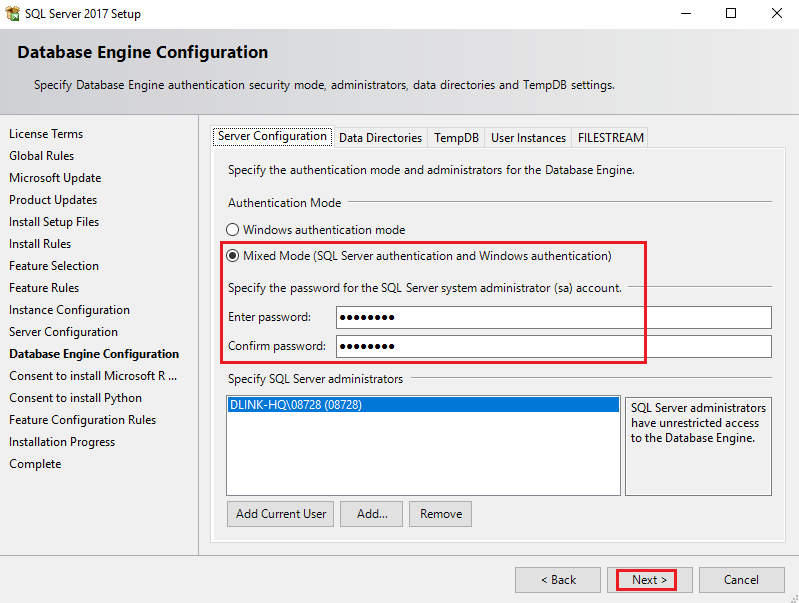 SQL Server 2017 Setup
Database Engine Configuration
Specify Database Engine authentication security mode, administrators, data directories and TempDB settings.
License Terms
Global Rules
Microsoft Update
Product Updates
Install Setup Files
Install Rules
Feature Selection
Feature Rules
Instance Configuration
Server Configuration
Database Engine Configuration
Consent to install Microsoft R ...
Consent to install Python
Feature Configuration Rules
Installation Progress
Complete
Server Configuration Data Directories TempDB User Instances FILESTREAM
Specify the authentication mode and administrators for the Database Engine.
Authentication Mode
Windows authentication mode
Mixed Mode (SQL Server authentication and Windows authentication)
Specify the password for the SQL Server system administrator (sa) account.
Enter password: ●●●●●●●●
Confirm password: ●●●●●●●●
Specify SQL Server administrators
DLINK-HQ\08728 (08728)
SQL Server administrators
have unrestricted access
to the Database Engine.
Add Current User Add... Remove
< Back Next > Cancel